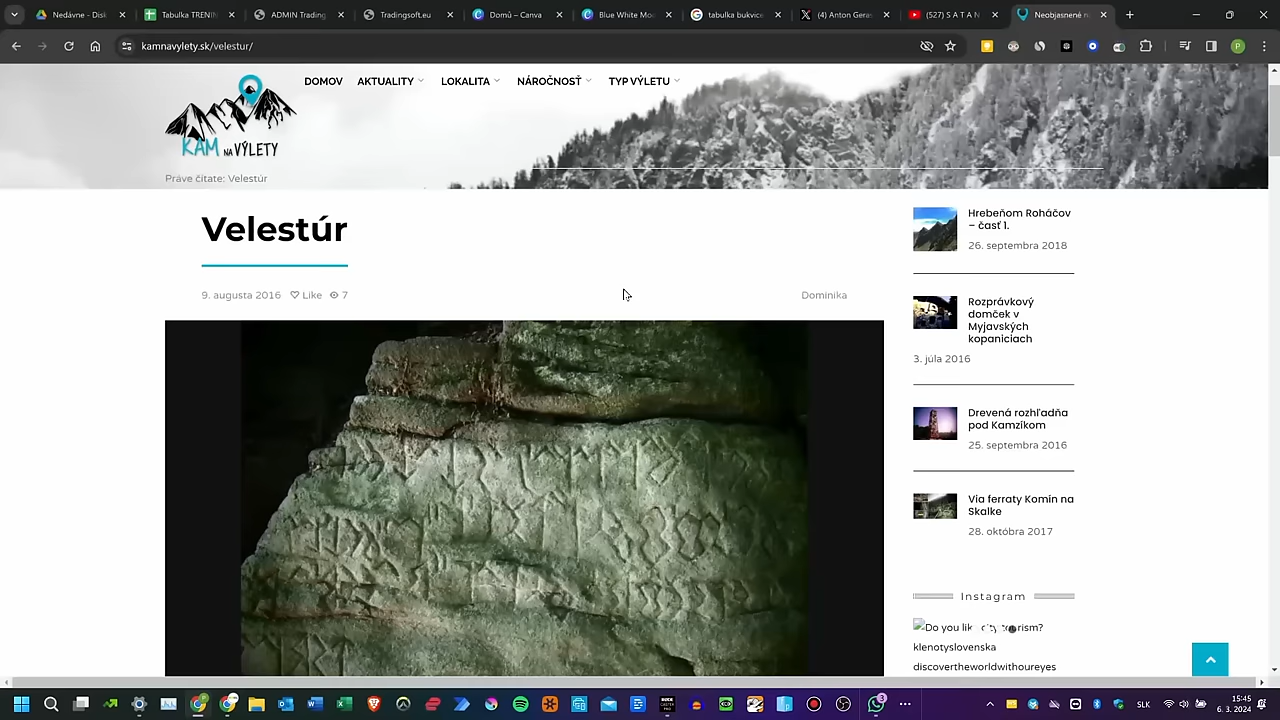 Nedávne – Disk
Tabuľka TREN
ADMIN Trading
Tradingsoft.eu
Domů – Canva
Blue White Mo
tabulka bukvice
(4) Anton Geras
(527) S A T A N
Neobjasnené n
kamnavylety.sk/velestur/
DOMOV
AKTUALITY
LOKALITA
NÁROČNOSŤ
TYP VÝLETU
KAM NA VÝLETY
Práve čítate: Velestúr
Velestúr
9. augusta 2016
Like
7
Dominika
Hrebeňom Roháčov
– časť 1.
26. septembra 2018
Rozprávkový
domček v
Myjavských
kopaniciach
3. júla 2016
Drevená rozhľadňa
pod Kamzíkom
25. septembra 2016
Via ferraty Komín na
Skalke
28. októbra 2017
Instagram
Do you lik
klenotyslovenska
discovertheworldwithoureyes
SLK
15:45
6. 3. 2024